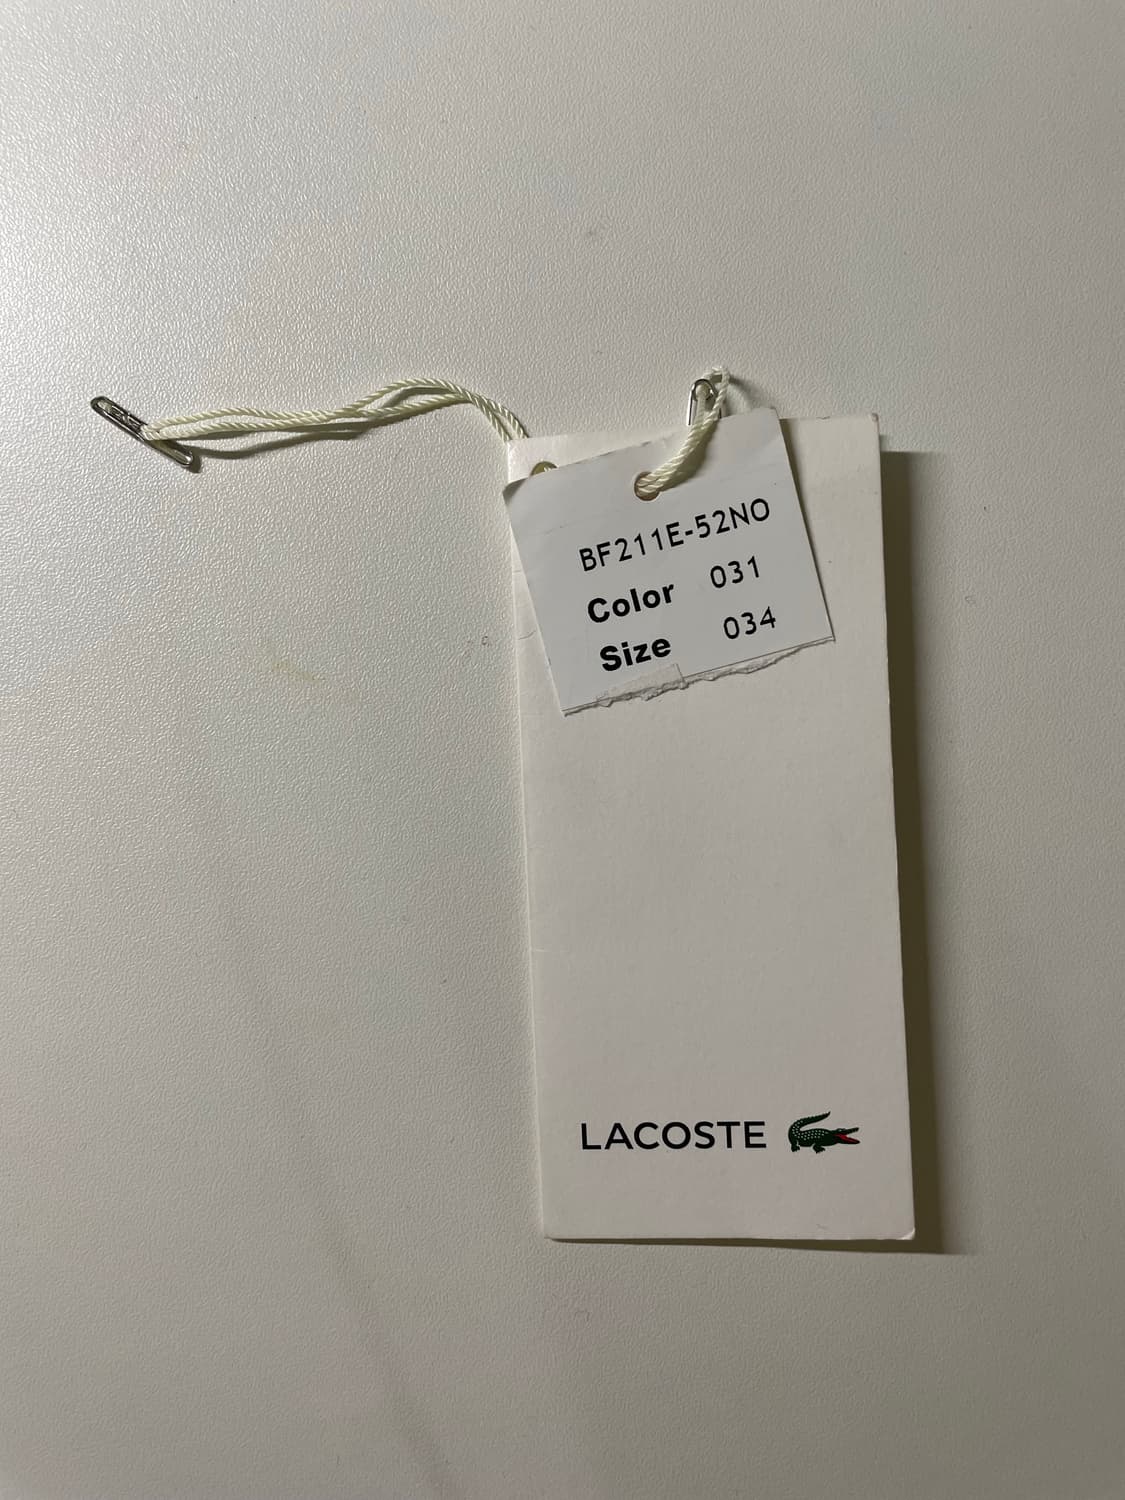 BF211E-52NO
Color 031
Size 034
LACOSTE